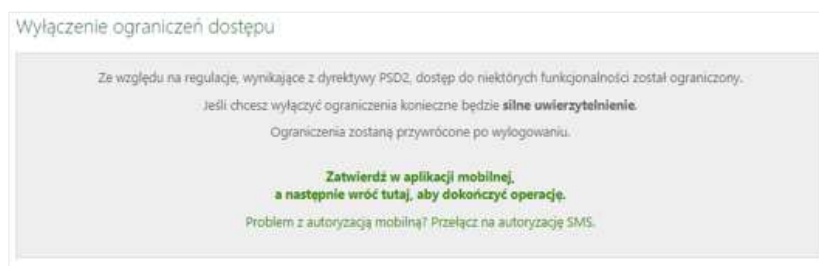 Wyłączenie ograniczeń dostępu
Ze względu na regulacje, wynikające z dyrektywy PSD2, dostęp do niektórych funkcjonalności został ograniczony.
Jeśli chcesz wyłączyć ograniczenia konieczne będzie silne uwierzytelnienie.
Ograniczenia zostaną przywrócone po wylogowaniu.
Zatwierdź w aplikacji mobilnej,
a następnie wróć tutaj, aby dokończyć operację.
Problem z autoryzacją mobilną? Przełącz na autoryzację SMS.